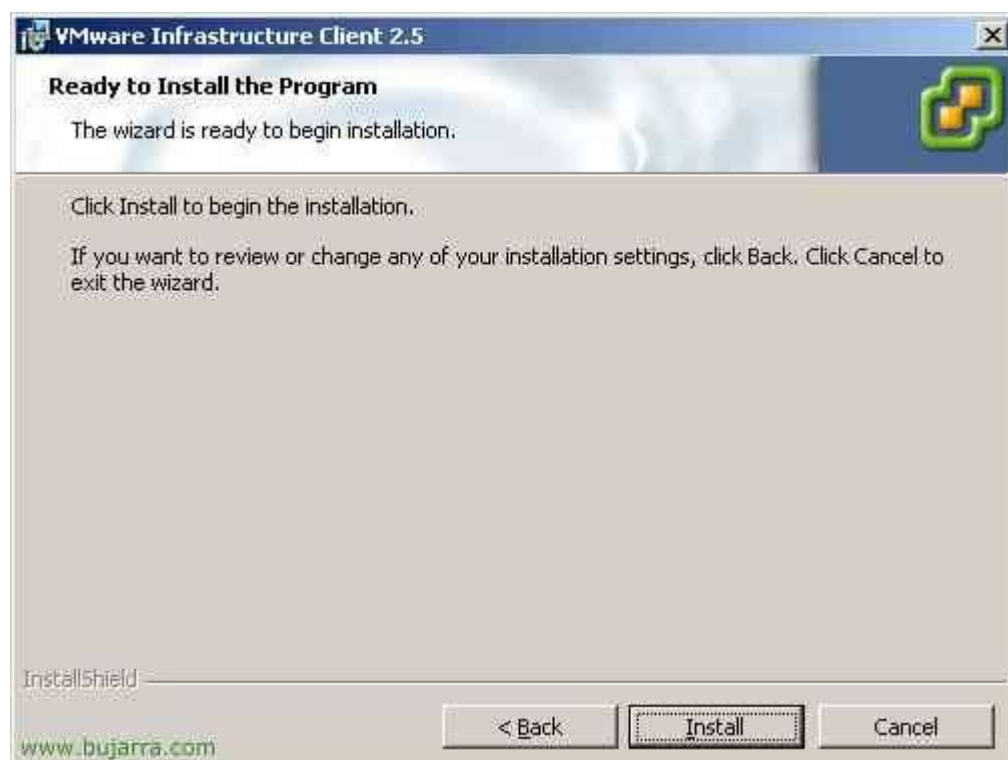 VMware Infrastructure Client 2.5
Ready to Install the Program
The wizard is ready to begin installation.
Click Install to begin the installation.
If you want to review or change any of your installation settings, click Back. Click Cancel to
exit the wizard.
InstallShield
< Back
Install
Cancel
www.bujarra.com